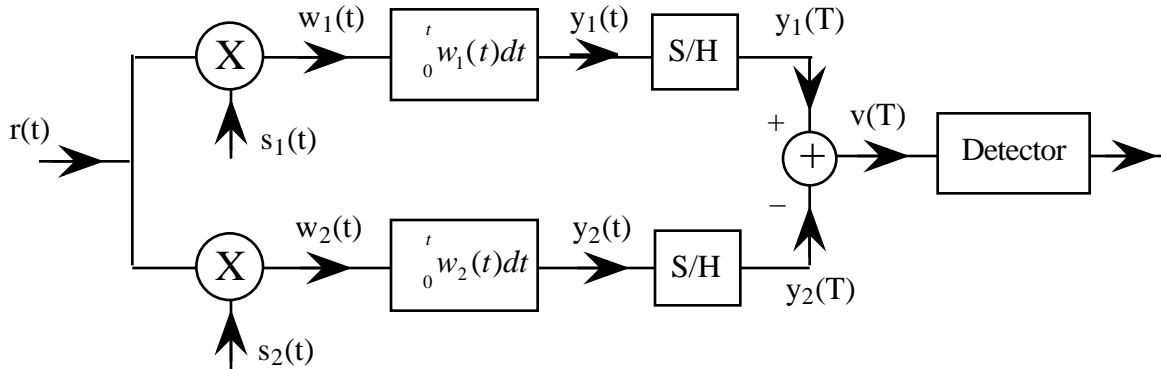 w₁(t)
y₁(t)
y₁(T)
X
t
0
w₁(t)dt
S/H
s₁(t)
r(t)
+
v(T)
+
Detector
−
w₂(t)
y₂(t)
X
t
0
w₂(t)dt
S/H
y₂(T)
s₂(t)